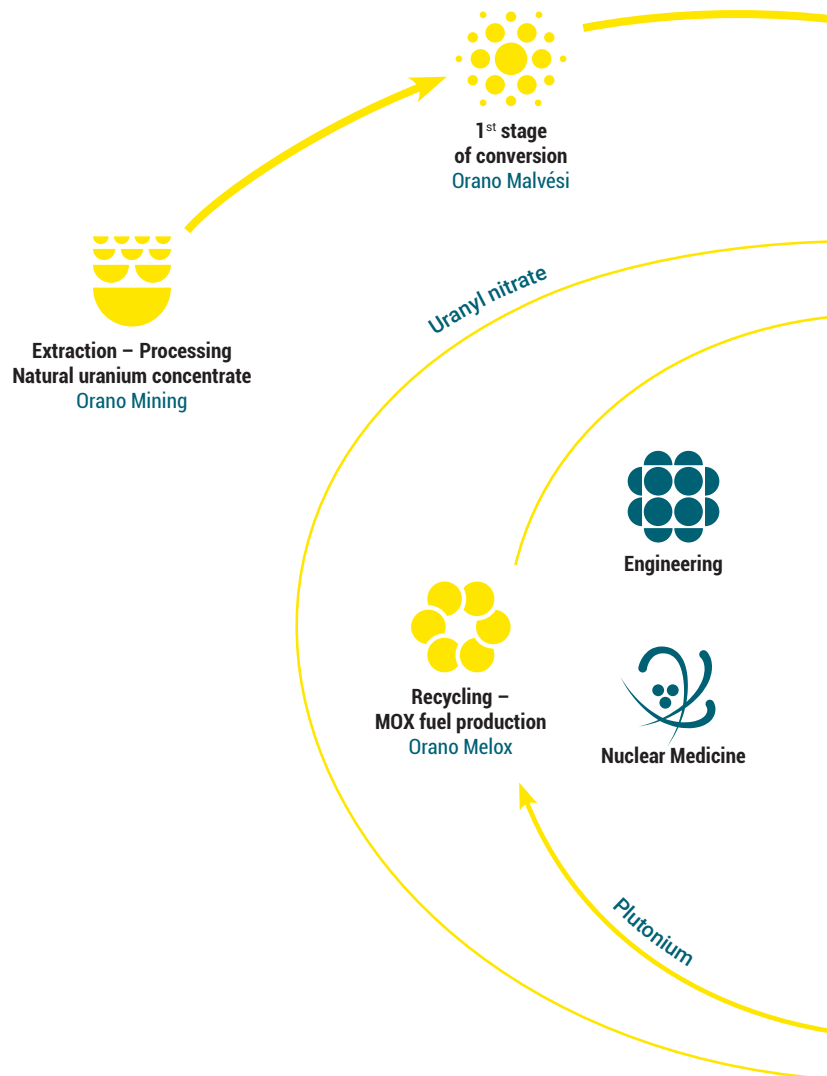 1st stage
of conversion
Orano Malvési
Extraction – Processing
Natural uranium concentrate
Orano Mining
Uranyl nitrate
Engineering
Recycling –
MOX fuel production
Orano Melox
Nuclear Medicine
Plutonium